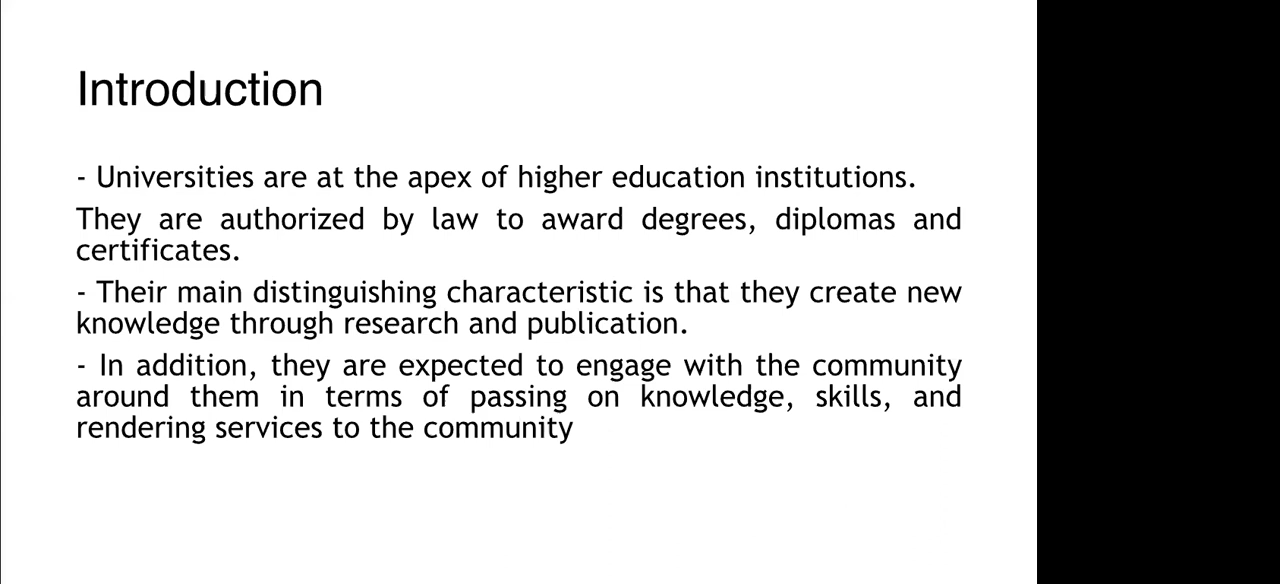 Introduction
- Universities are at the apex of higher education institutions.
They are authorized by law to award degrees, diplomas and
certificates.
- Their main distinguishing characteristic is that they create new
knowledge through research and publication.
- In addition, they are expected to engage with the community
around them in terms of passing on knowledge, skills, and
rendering services to the community